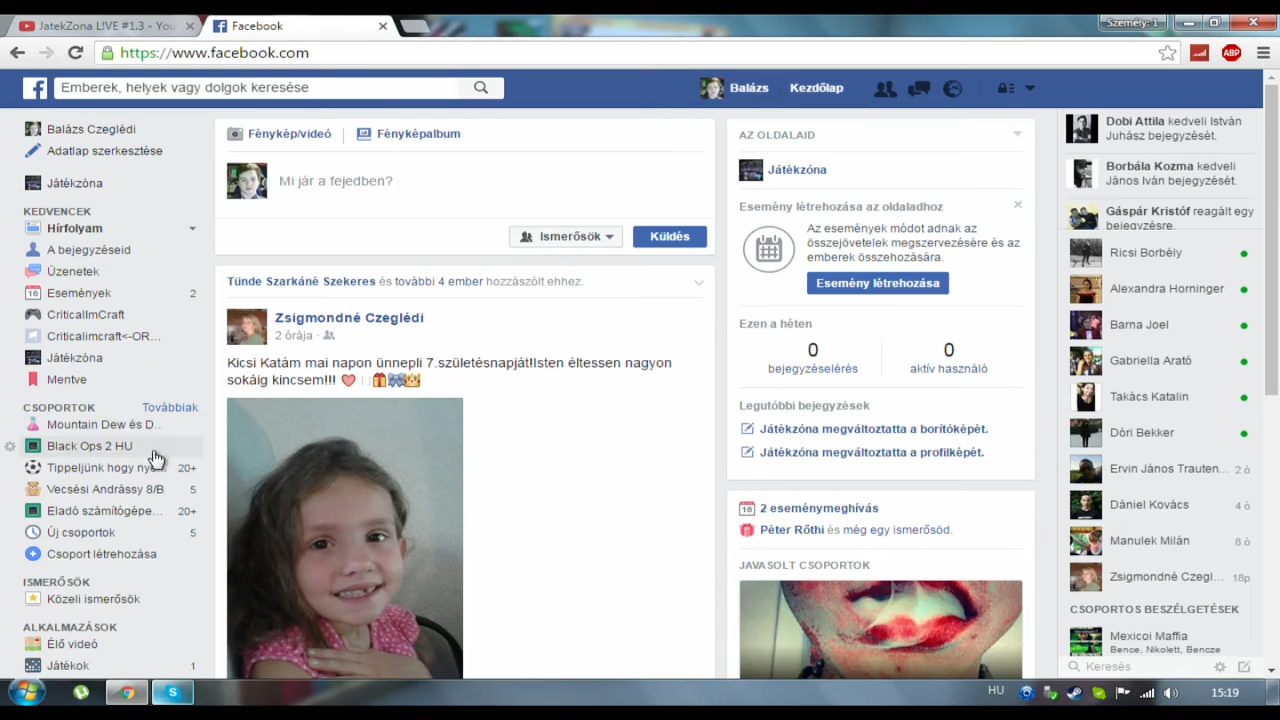 JatekZona L!VE #1.3 - You
Facebook
Személy: 1
https://www.facebook.com
ABP
Emberek, helyek vagy dolgok keresése
Balázs
Kezdőlap
Balázs Czeglédi
Adatlap szerkesztése
Játékzóna
KEDVENCEK
Hírfolyam
A bejegyzéseid
Üzenetek
Események 2
CriticalImCraft
Criticalimcraft<-OR...
Játékzóna
Mentve
CSOPORTOK Továbbiak
Mountain Dew és D..
Black Ops 2 HU
Tippeljünk hogy nye... 20+
Vecsési Andrássy 8/B 5
Eladó számítógépe... 20+
Új csoportok 5
Csoport létrehozása
ISMERŐSÖK
Közeli ismerősök
ALKALMAZÁSOK
Élő videó
Játékok 1
Fénykép/videó
Fényképalbum
Mi jár a fejedben?
Ismerősök
Küldés
Tünde Szarkáné Szekeres és további 4 ember hozzászólt ehhez.
Zsigmondné Czeglédi
2 órája
Kicsi Katám mai napon ünnepli 7.születésnapját!Isten éltessen nagyon
sokáig kincsem!!!
AZ OLDALAID
Játékzóna
Esemény létrehozása az oldaladhoz
Az események módot adnak az
összejövetelek megszervezésére és az
emberek összehozására.
Esemény létrehozása
Ezen a héten
0 0
bejegyzéselérés aktív használó
Legutóbbi bejegyzések
Játékzóna megváltoztatta a borítóképét.
Játékzóna megváltoztatta a profilképét.
2 eseménymeghívás
Péter Rőthi és még egy ismerősöd.
JAVASOLT CSOPORTOK
Dobi Attila kedveli István
Juhász bejegyzését.
Borbála Kozma kedveli
János Iván bejegyzését.
Gáspár Kristóf reagált egy
bejegyzésre.
Ricsi Borbély
Alexandra Horninger
Barna Joel
Gabriella Arató
Takács Katalin
Dóri Bekker
Ervin János Trauten... 2 ó
Dániel Kovács 4 ó
Manulek Milán 8 ó
Zsigmondné Czegl... 18p
CSOPORTOS BESZÉLGETÉSEK
Mexicoi Maffia
Bence, Nikolett, Bencze
Keresés
HU
15:19